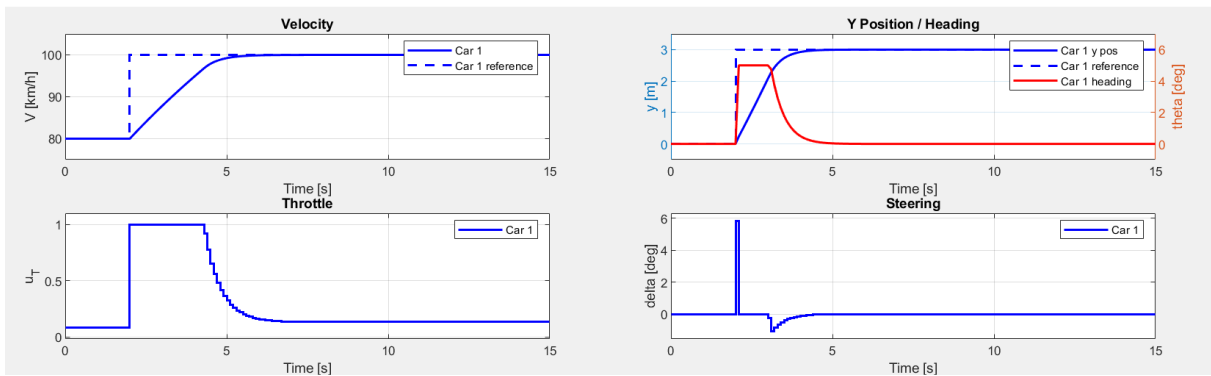 Velocity
V [km/h]
100
90
80
Car 1
Car 1 reference
0
5
10
15
Time [s]
Y Position / Heading
y [m]
3
2
1
0
Car 1 y pos
Car 1 reference
Car 1 heading
6
4
2
0
theta [deg]
0
5
10
15
Time [s]
Throttle
u_T
1
0.5
0
Car 1
0
5
10
15
Time [s]
Steering
delta [deg]
6
4
2
0
Car 1
0
5
10
15
Time [s]